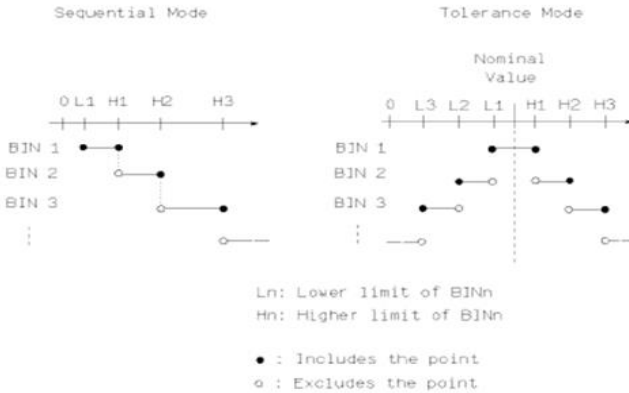 Sequential Mode
Tolerance Mode
Nominal
Value
0 L1 H1 H2 H3
0 L3 L2 L1 H1 H2 H3
BIN 1
BIN 2
BIN 3
BIN 1
BIN 2
BIN 3
Ln: Lower limit of BINn
Hn: Higher limit of BINn
● : Includes the point
○ : Excludes the point